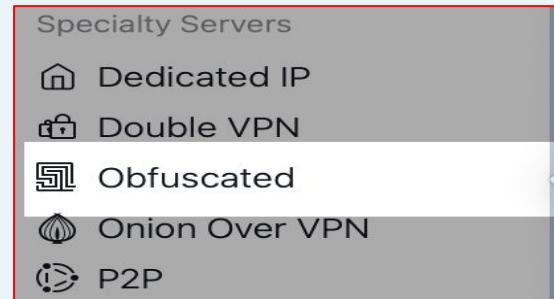 Specialty Servers
Dedicated IP
Double VPN
Obfuscated
Onion Over VPN
P2P